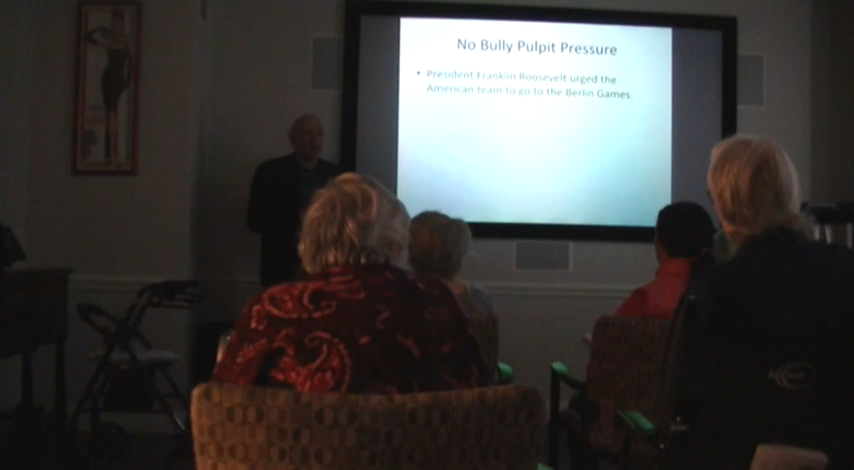 No Bully Pulpit Pressure
• President Franklin Roosevelt urged the
American team to go to the Berlin Games.